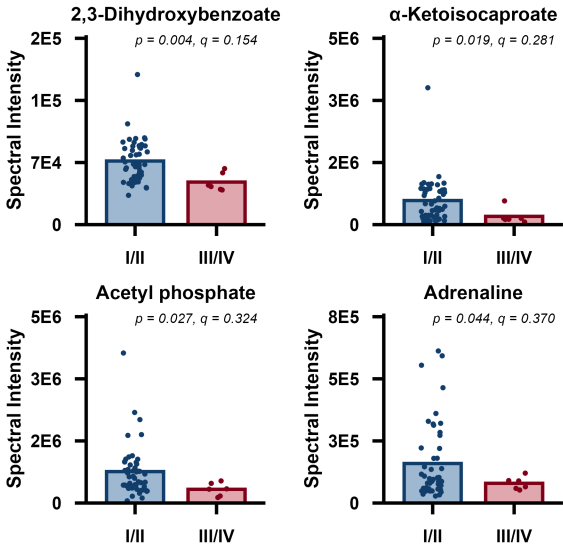 2,3-Dihydroxybenzoate
p = 0.004, q = 0.154
Spectral Intensity
2E5
1E5
7E4
0
I/II
III/IV
α-Ketoisocaproate
p = 0.019, q = 0.281
Spectral Intensity
5E6
3E6
2E6
0
I/II
III/IV
Acetyl phosphate
p = 0.027, q = 0.324
Spectral Intensity
5E6
3E6
2E6
0
I/II
III/IV
Adrenaline
p = 0.044, q = 0.370
Spectral Intensity
8E5
5E5
3E5
0
I/II
III/IV